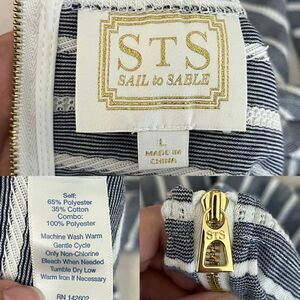 STS
SAIL to SABLE
L
MADE IN
CHINA
Self:
65% Polyester
35% Cotton
Combo:
100% Polyester
Machine Wash Warm
Gentle Cycle
Only Non-Chlorine
Bleach When Needed
Tumble Dry Low
Warm Iron If Necessary
RN 142602
STS